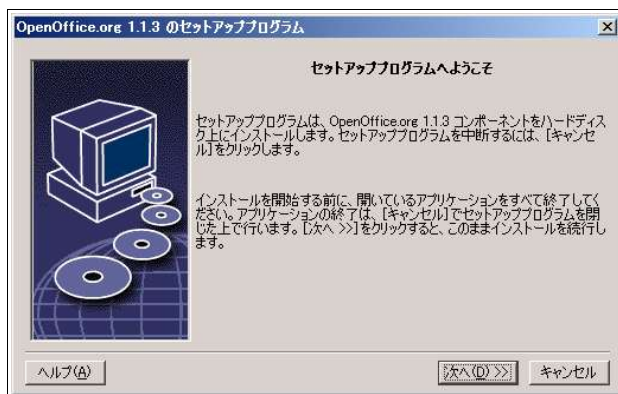 OpenOffice.org 1.1.3 のセットアッププログラム
セットアッププログラムへようこそ
セットアッププログラムは、OpenOffice.org 1.1.3 コンポーネントをハードディス
ク上にインストールします。セットアッププログラムを中断するには、[キャンセ
ル]をクリックします。
インストールを開始する前に、開いているアプリケーションをすべて終了してく
ださい。アプリケーションの終了は、[キャンセル]でセットアッププログラムを閉
じた上で行います。[次へ >>]をクリックすると、このままインストールを続行し
ます。
ヘルプ(A)
次へ(D) >>
キャンセル